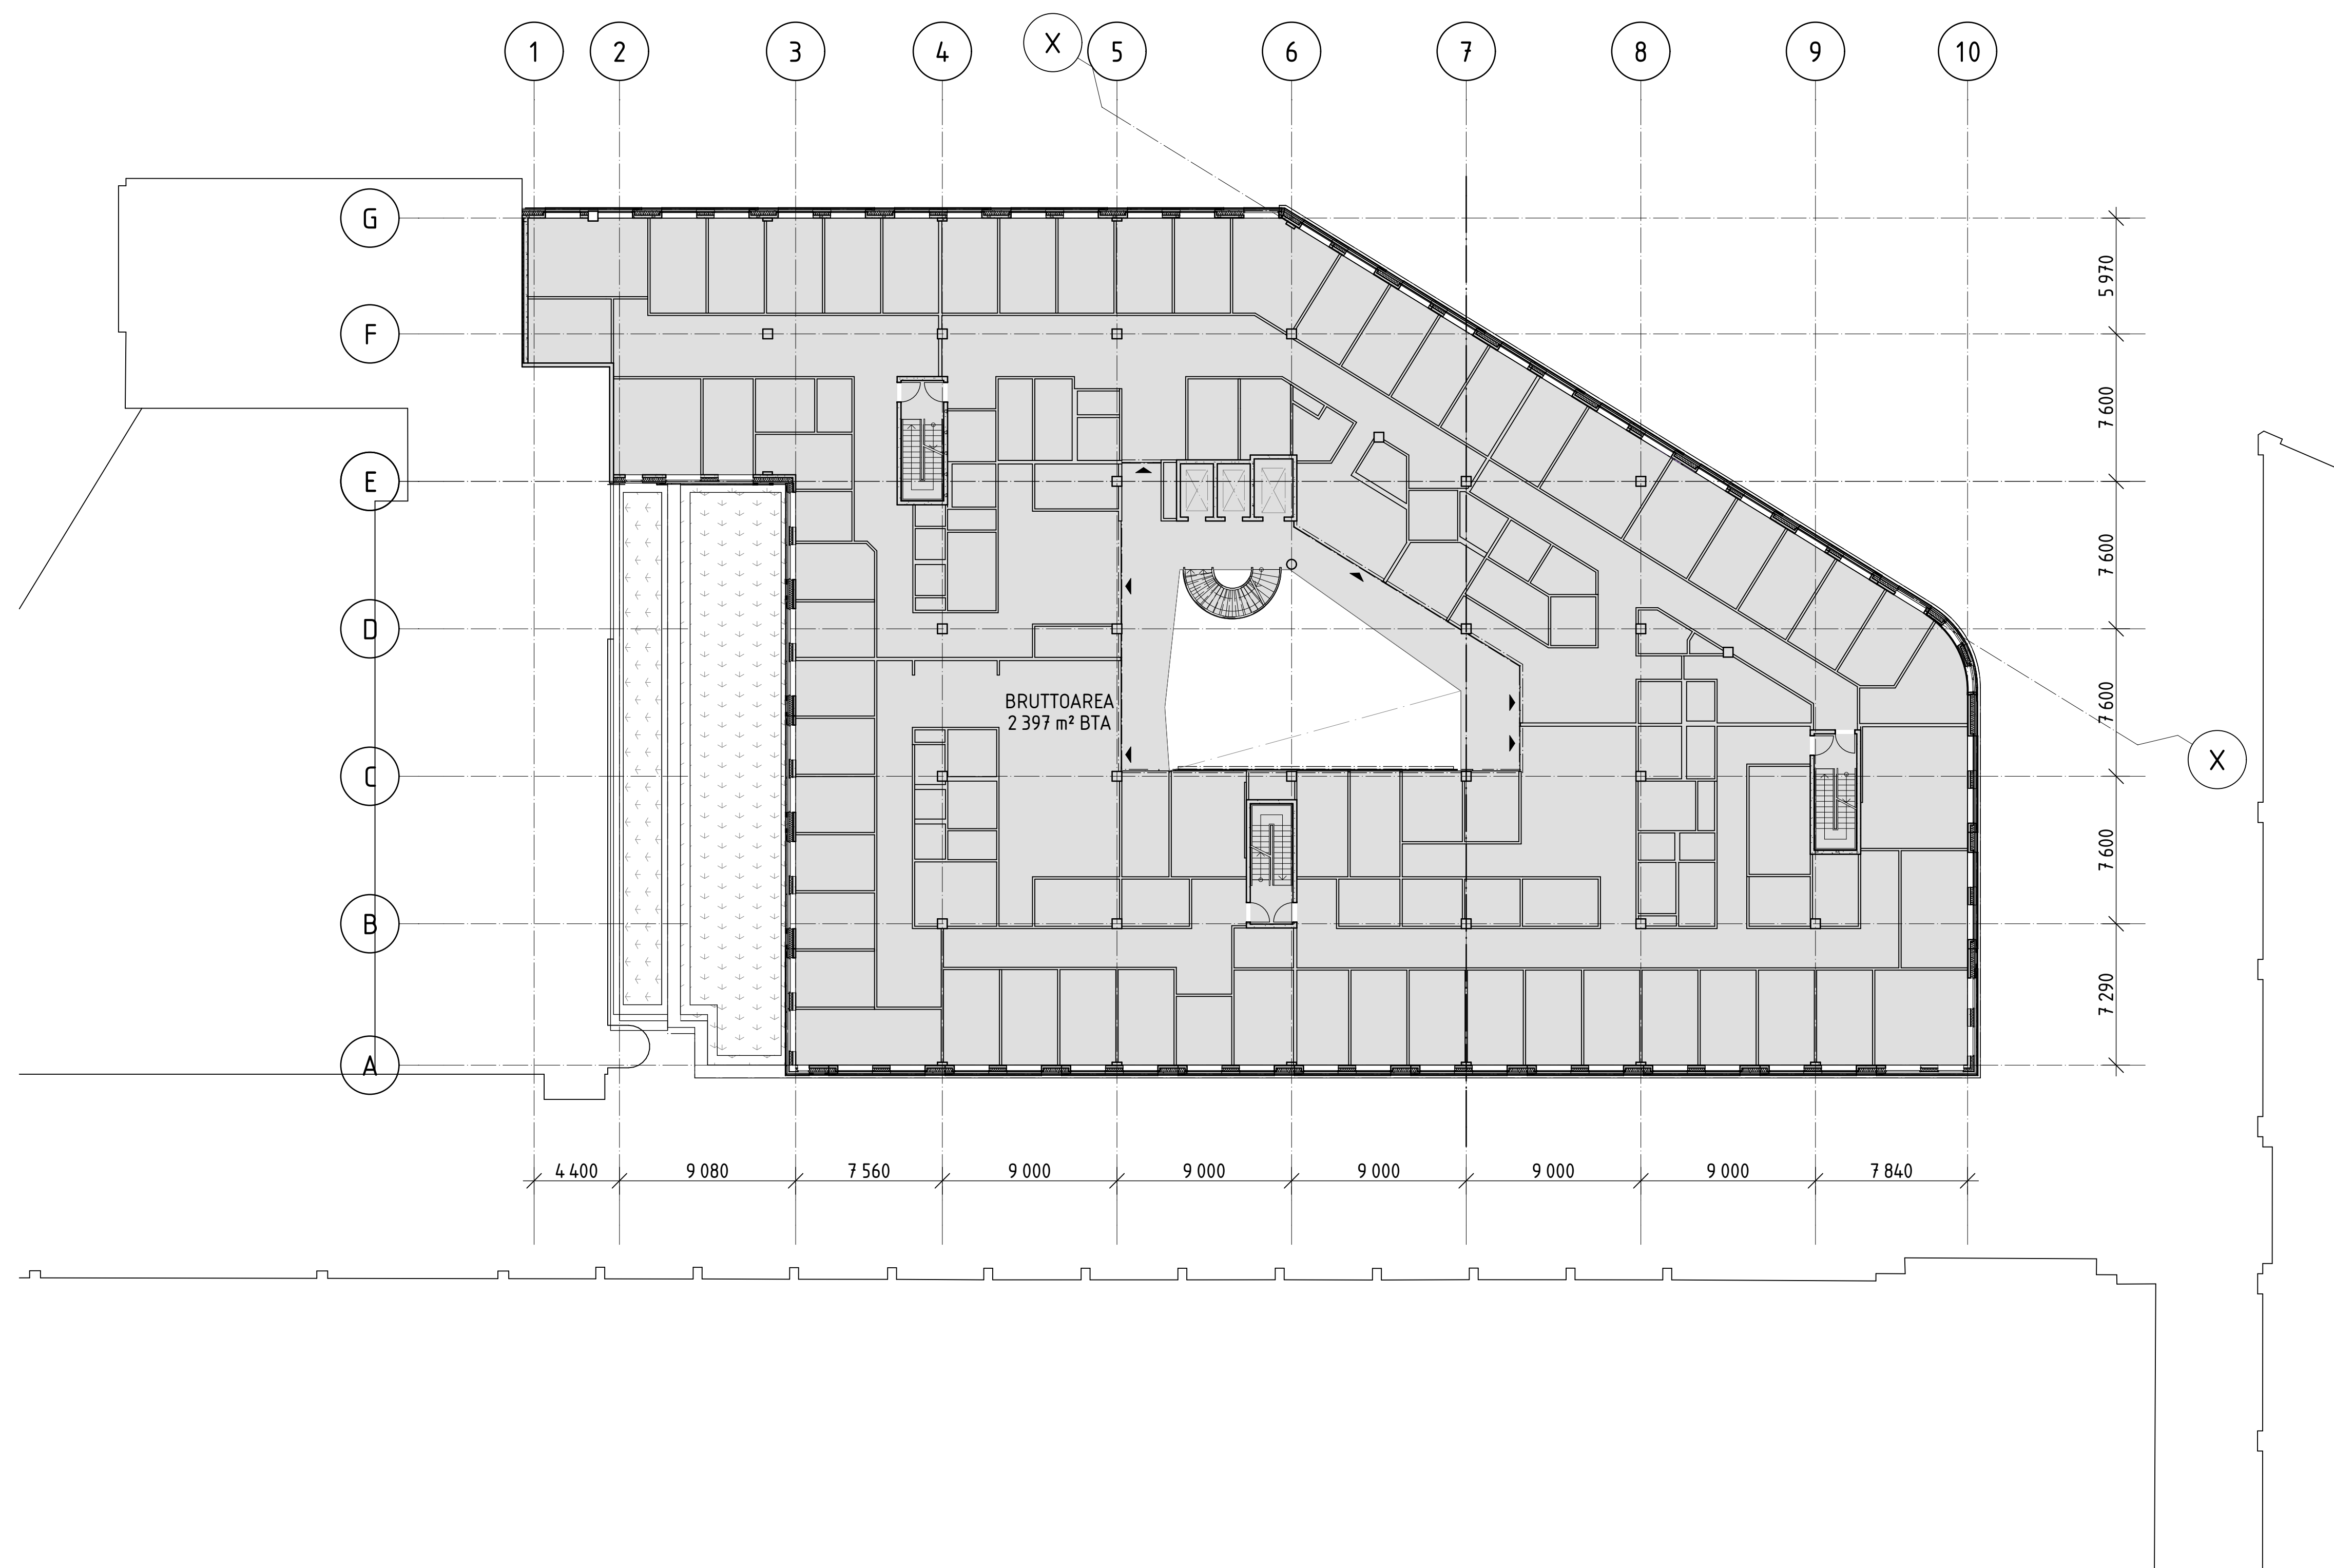 1 2 3 4 X 5 6 7 8 9 10
G
5 970
F
7 600
E
7 600
D
7 600
BRUTTOAREA
2 397 m² BTA
X
C
7 600
B
7 290
A
4 400 9 080 7 560 9 000 9 000 9 000 9 000 9 000 7 840